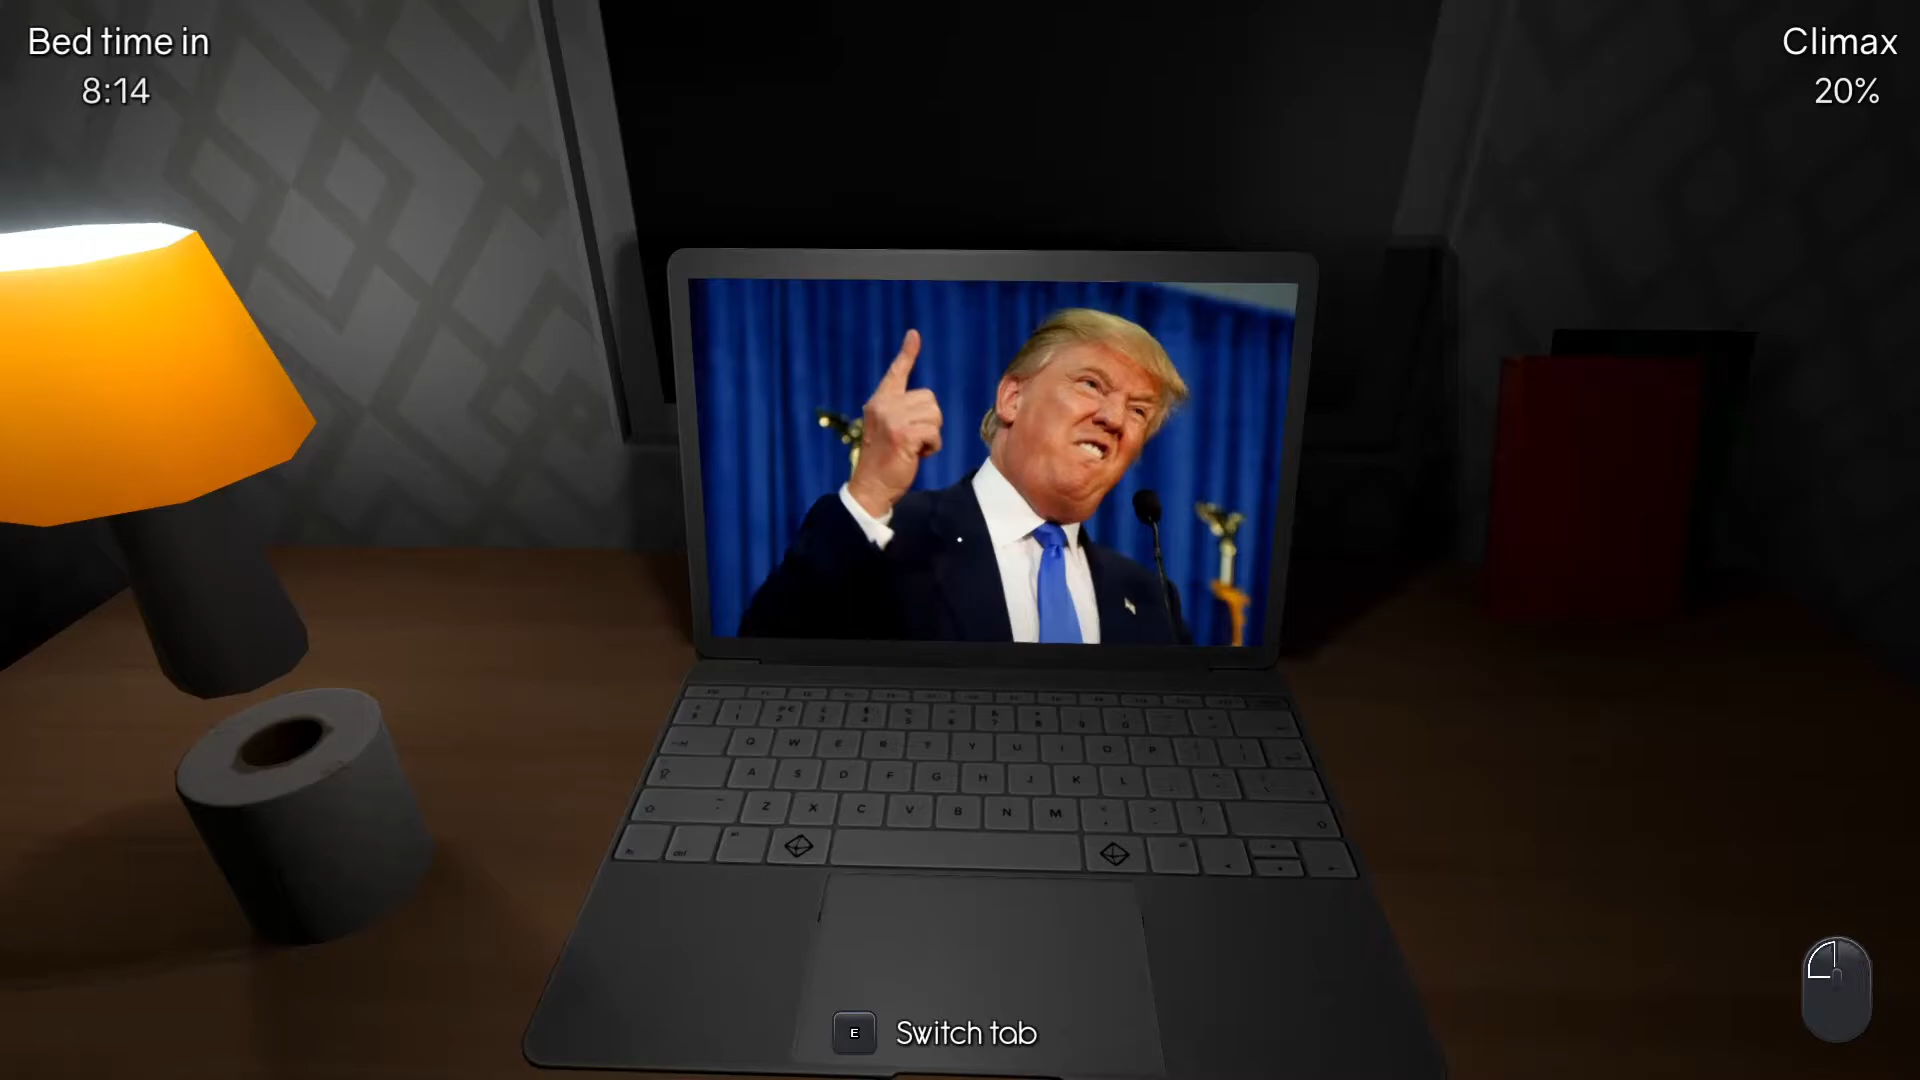 Bed time in
8:14
Climax
20%
Q W E R T Y U I O P
A S D F G H J K L
Z X C V B N M
E Switch tab